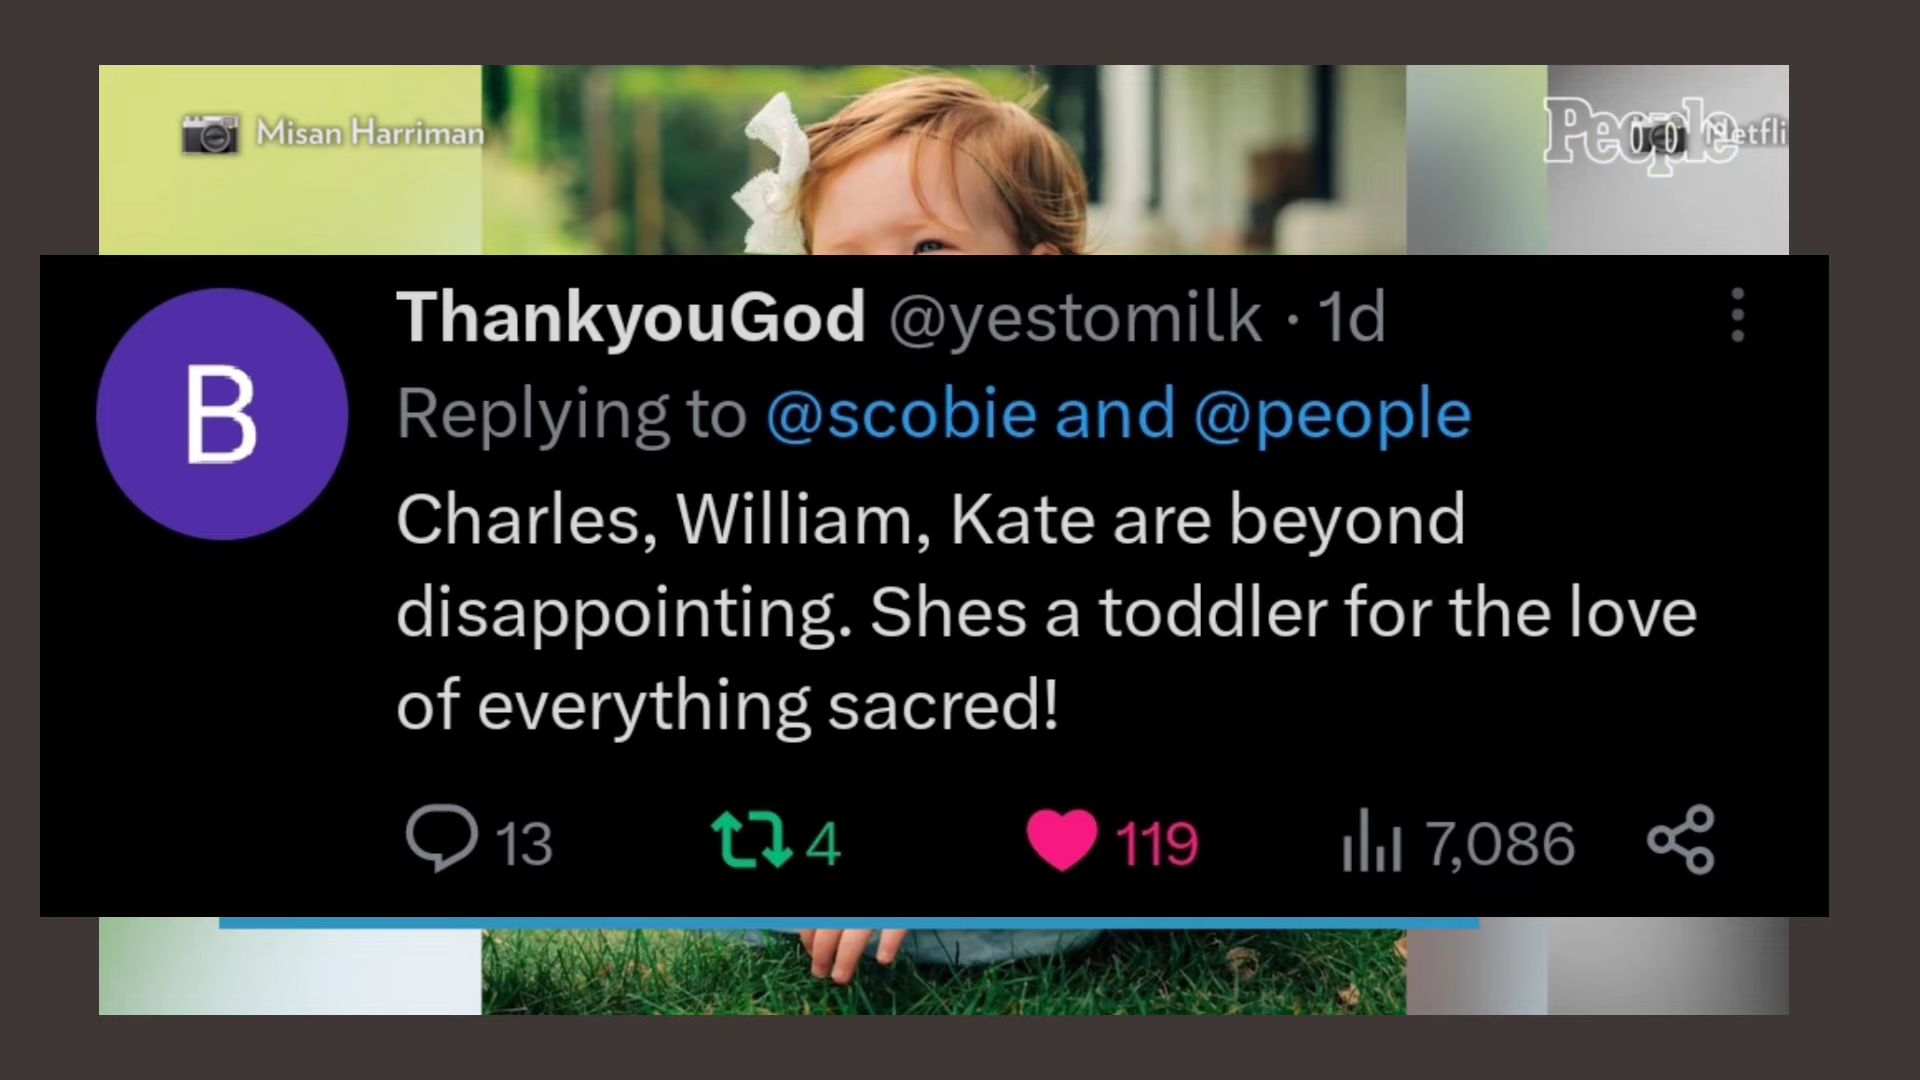 Misan Harriman
People
Netfli
ThankyouGod @yestomilk · 1d
Replying to @scobie and @people
Charles, William, Kate are beyond
disappointing. Shes a toddler for the love
of everything sacred!
13 4 119 7,086
B